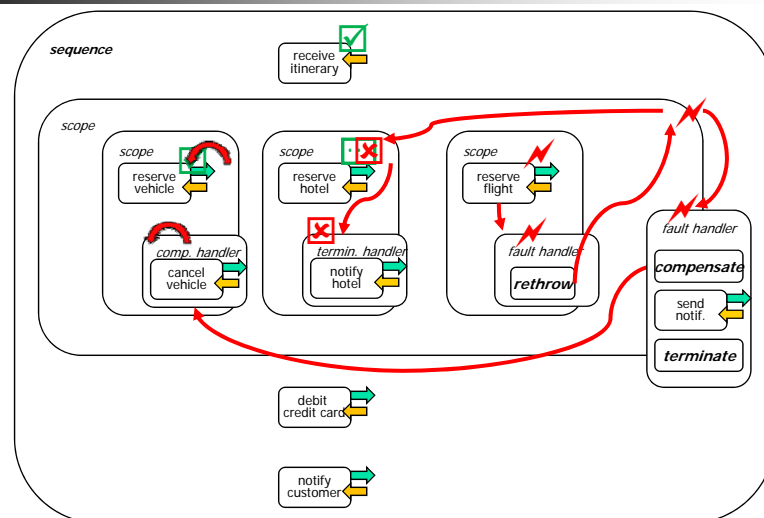 sequence
receive
itinerary
scope
scope
reserve
vehicle
comp. handler
cancel
vehicle
scope
reserve
hotel
termin. handler
notify
hotel
scope
reserve
flight
fault handler
rethrow
fault handler
compensate
send
notif.
terminate
debit
credit card
notify
customer